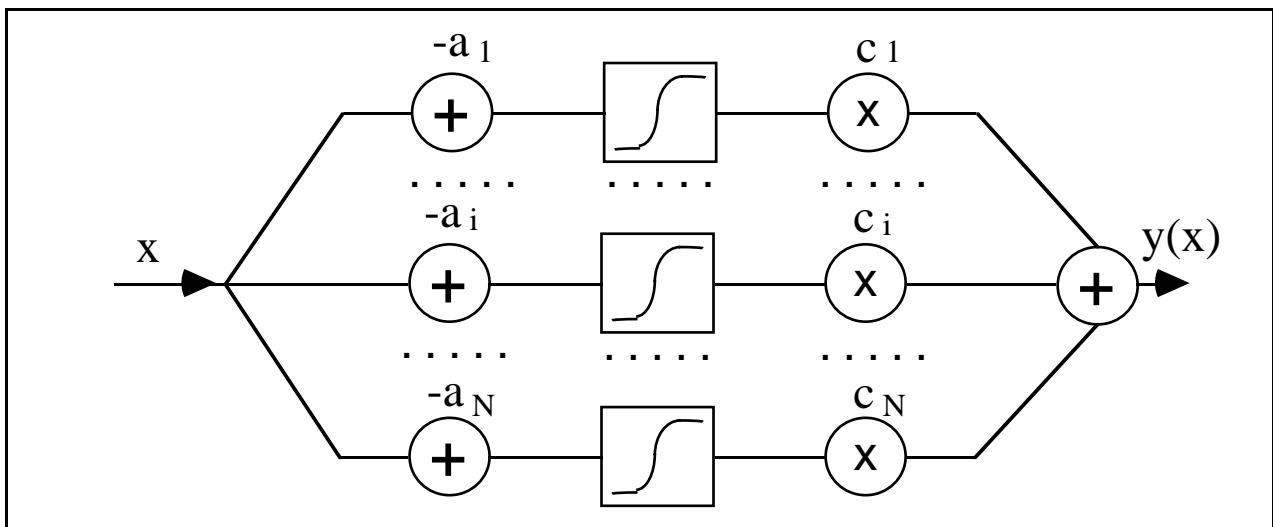 -a 1 c 1
+ x
. . . . . . . . . . . . . . .
-a i c i
x + x + y(x)
. . . . . . . . . . . . . . .
-a N c N
+ x